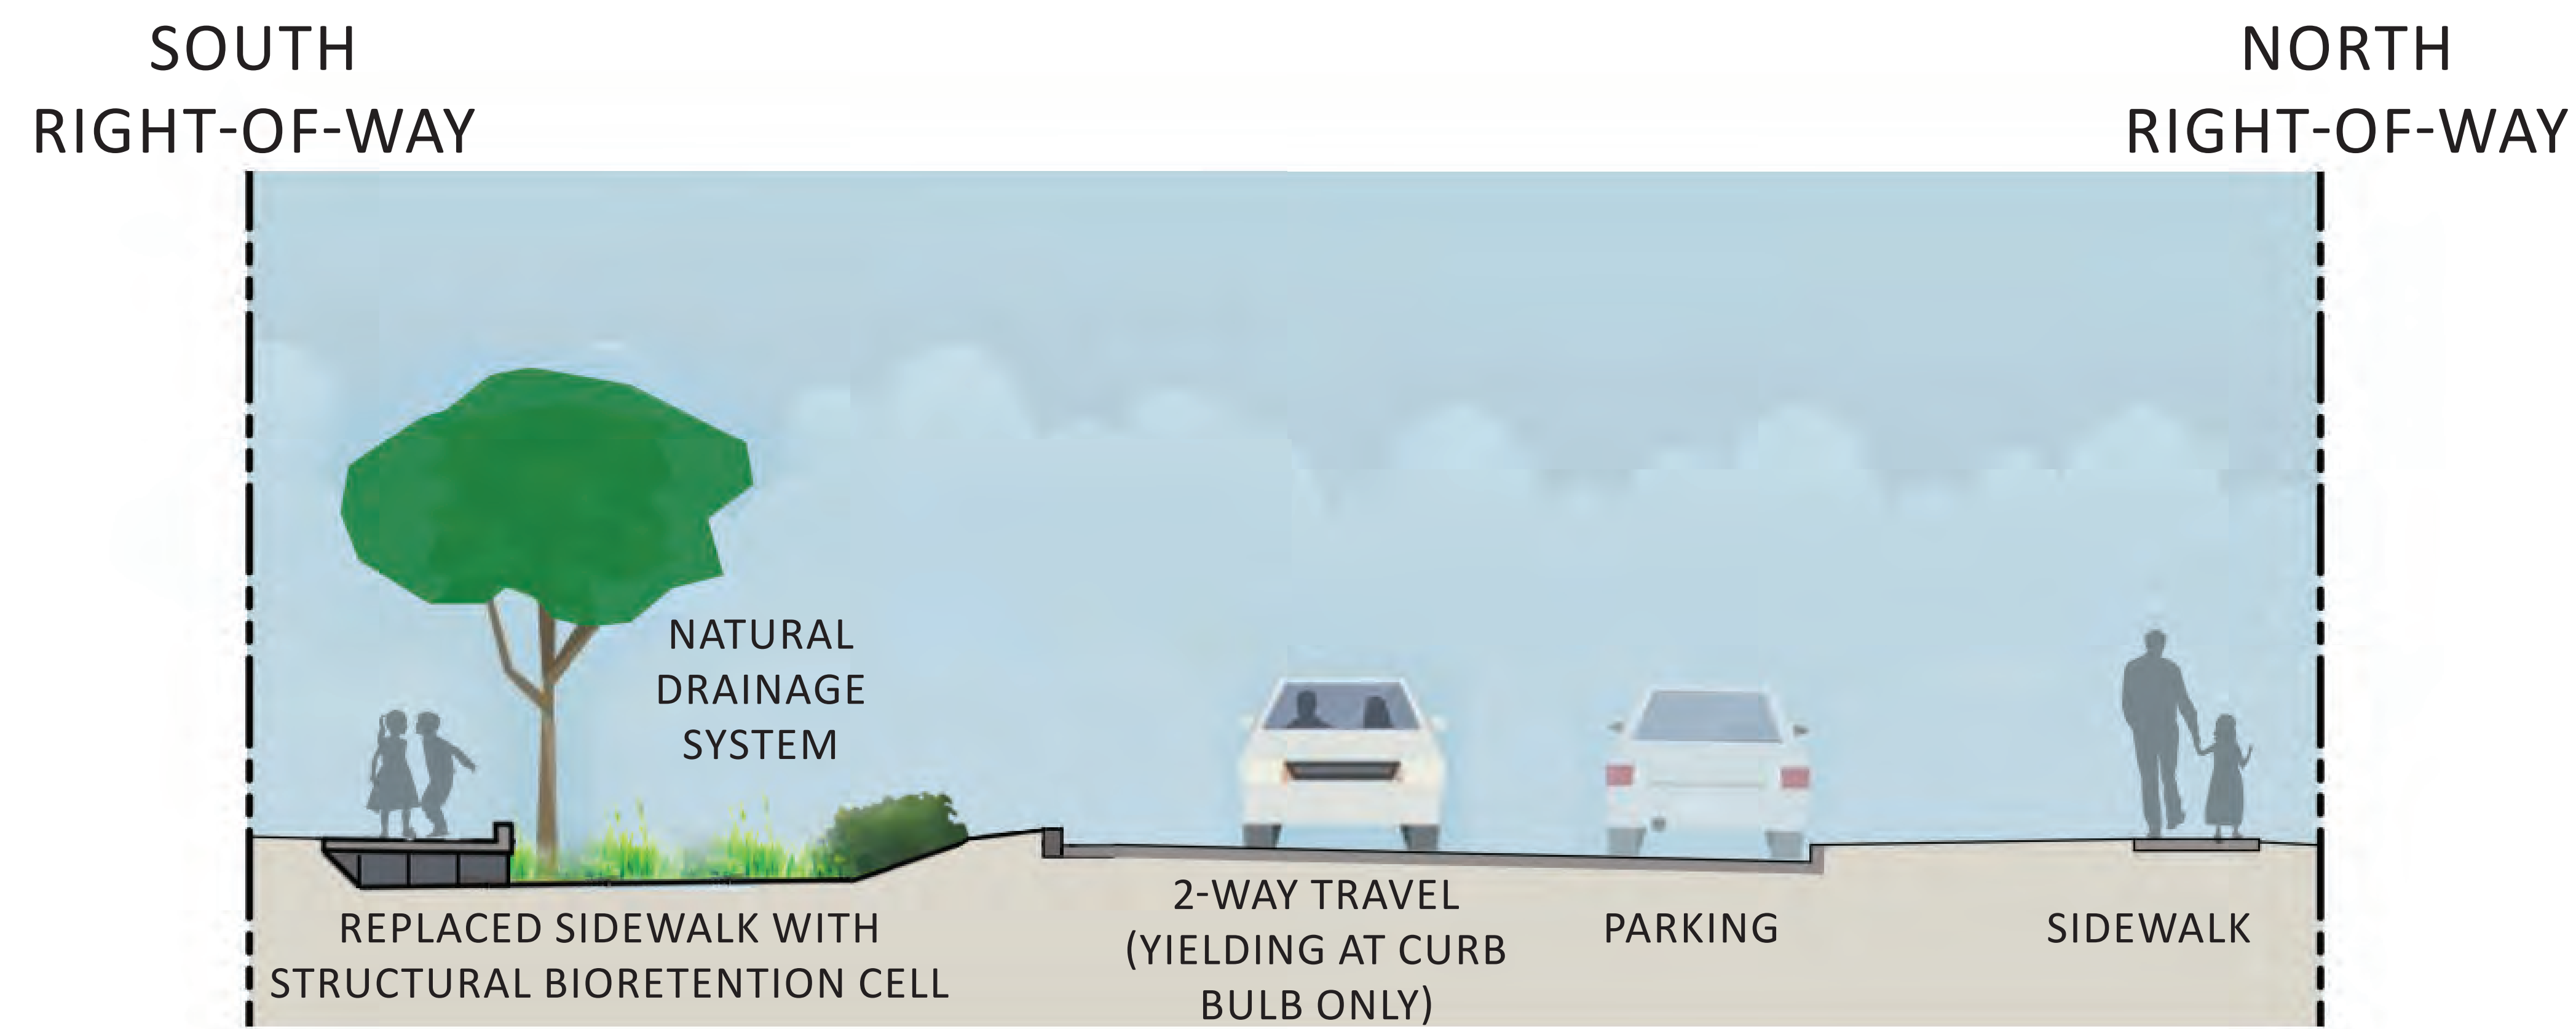 SOUTH
RIGHT-OF-WAY
NORTH
RIGHT-OF-WAY
NATURAL
DRAINAGE
SYSTEM
REPLACED SIDEWALK WITH
STRUCTURAL BIORETENTION CELL
2-WAY TRAVEL
(YIELDING AT CURB
BULB ONLY)
PARKING
SIDEWALK